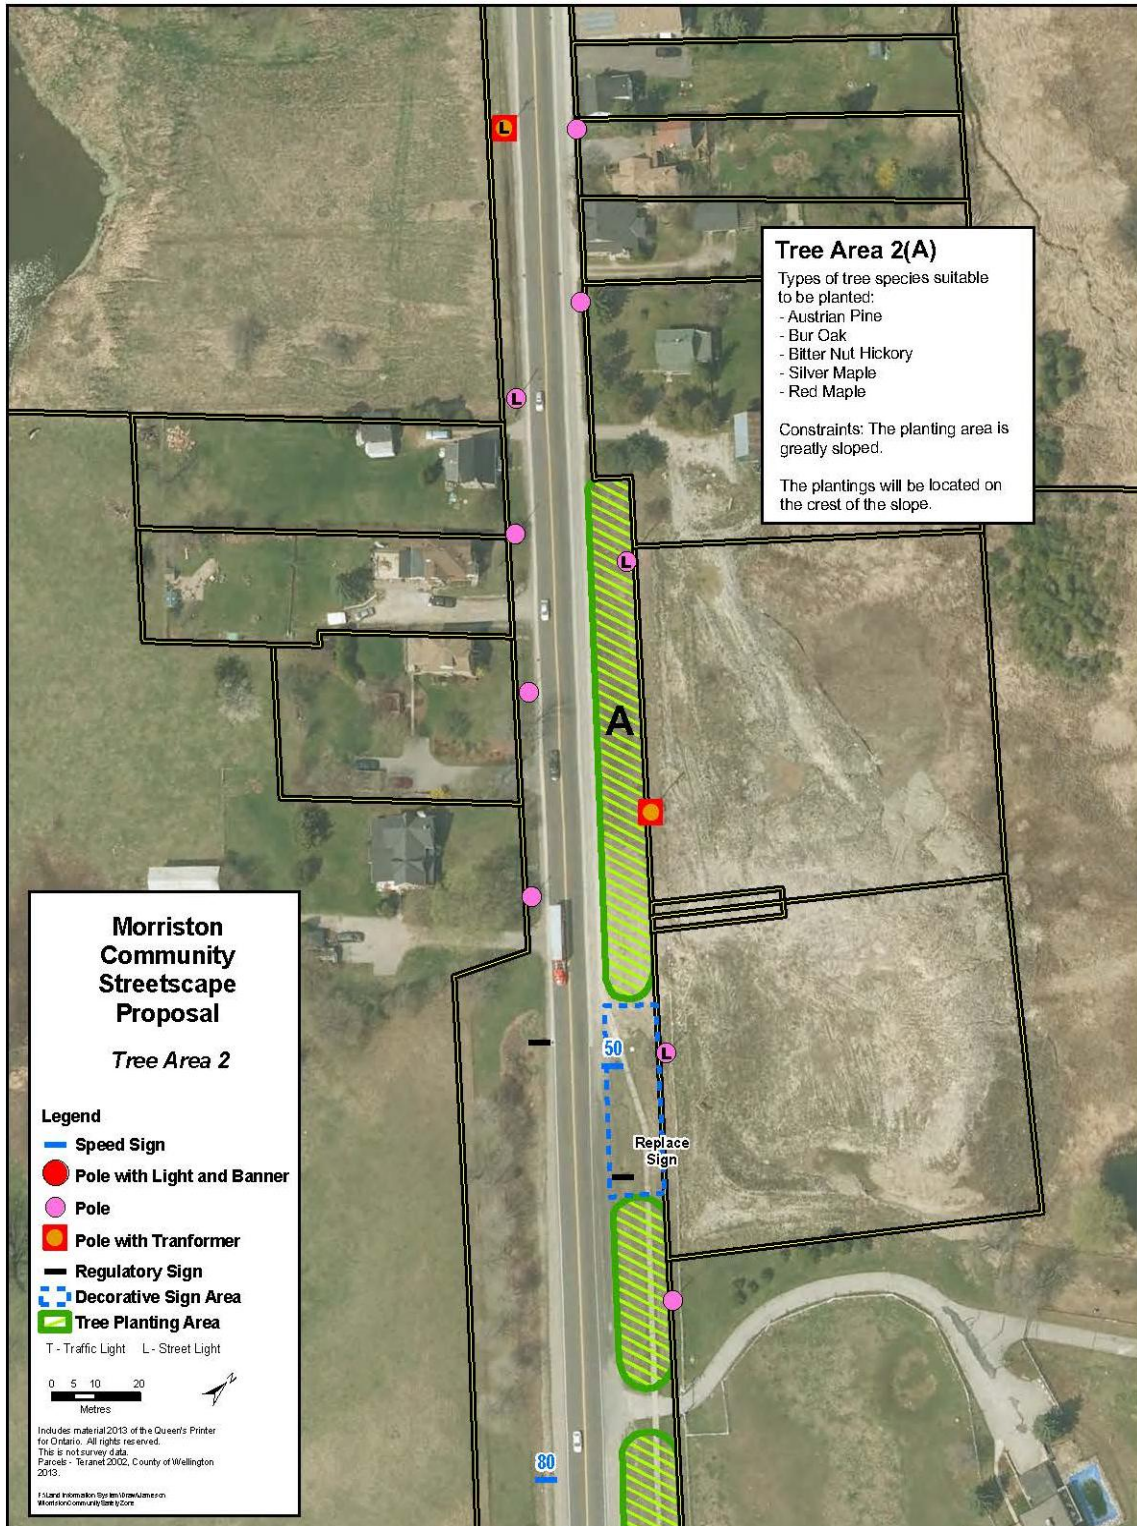 L
Tree Area 2(A)
Types of tree species suitable
to be planted:
- Austrian Pine
- Bur Oak
- Bitter Nut Hickory
- Silver Maple
- Red Maple
Constraints: The planting area is
greatly sloped.
The plantings will be located on
the crest of the slope.
L
L
A
50
L
Replace
Sign
80
Morriston
Community
Streetscape
Proposal
Tree Area 2
Legend
Speed Sign
Pole with Light and Banner
Pole
Pole with Tranformer
Regulatory Sign
Decorative Sign Area
Tree Planting Area
T - Traffic Light L - Street Light
0 5 10 20
Metres
N
Includes material 2013 of the Queen's Printer
for Ontario. All rights reserved.
This is not survey data.
Parcels - Teranet 2002, County of Wellington
2013.